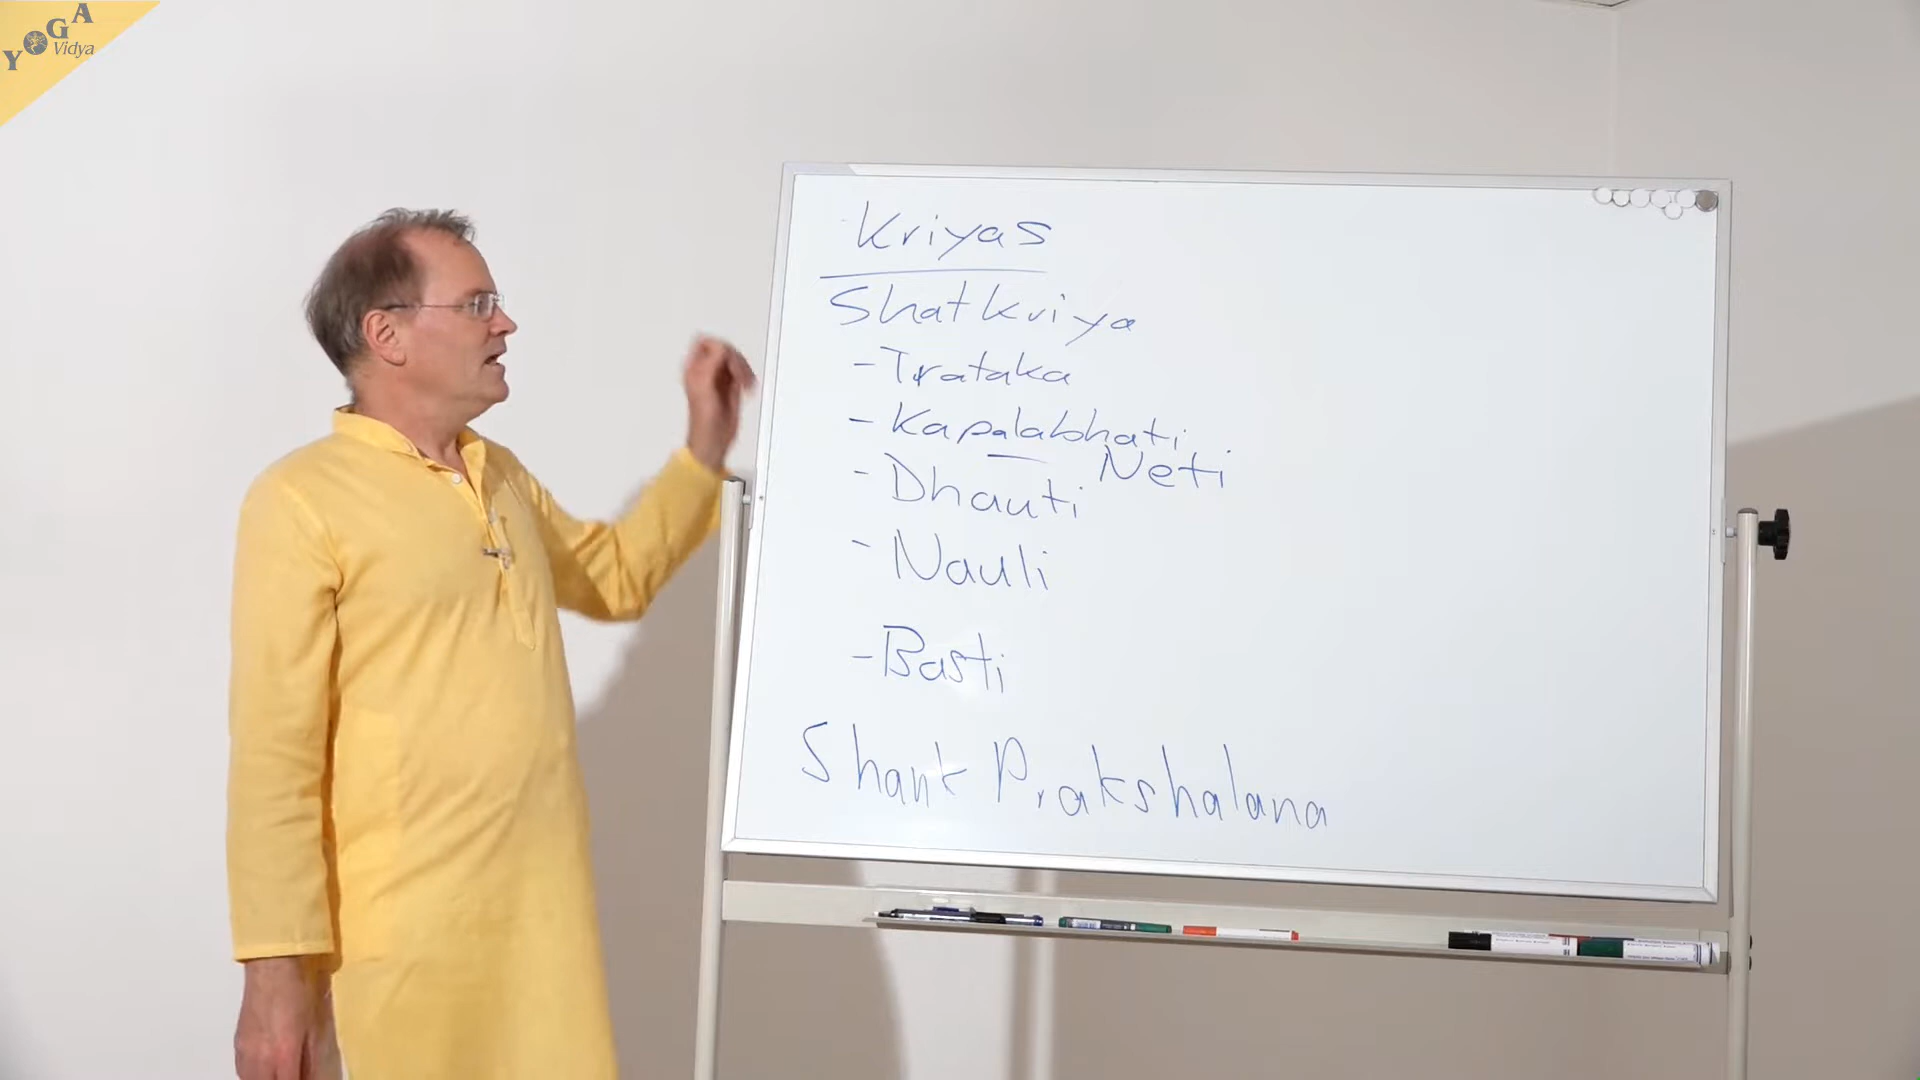 YOGA
Vidya
Kriyas
Shatkriya
- Trataka
- Kapalabhati
Neti
- Dhauti
- Nauli
- Basti
Shank Prakshalana